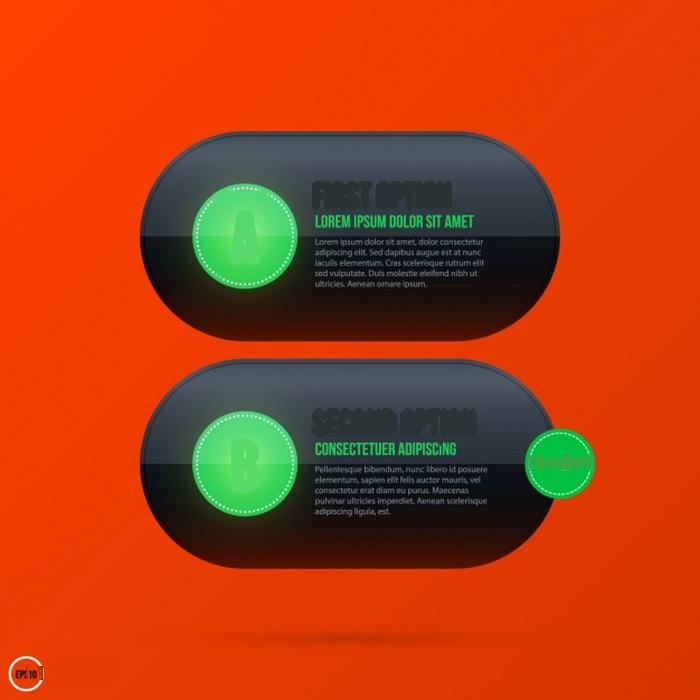 A
FIRST OPTION
LOREM IPSUM DOLOR SIT AMET
Lorem ipsum dolor sit amet, dolor consectetur
adipiscing elit. Sed dapibus augue est at nunc
iaculis elementum. Cras scelerisque rutrum elit
sed vulputate. Duis molestie eleifend nibh ut
ultricies. Aenean ornare ipsum.
B
SECOND OPTION
CONSECTETUER ADIPISCING
Pellentesque bibendum, nunc libero id posuere
elementum, sapien elit felis auctor mauris, vel
consectetur erat diam eu purus. Maecenas
pulvinar ultricies imperdiet. Aenean scelerisque
adipiscing ligula, est.
EPS 10